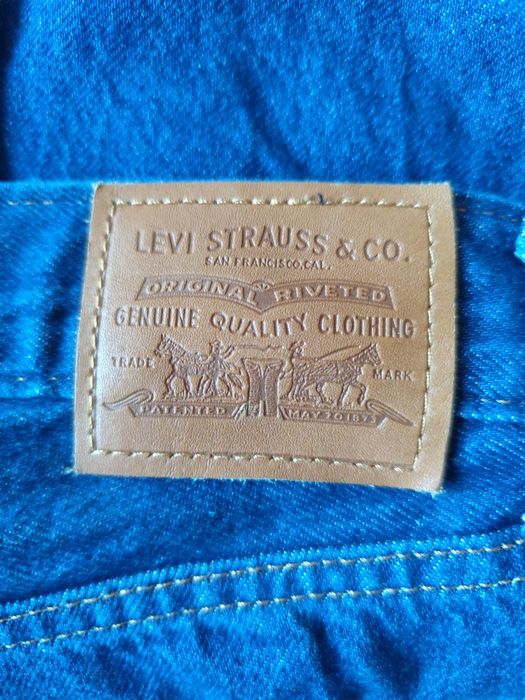 LEVI STRAUSS & CO.
SAN FRANCISCO, CAL.
ORIGINAL RIVETED
GENUINE QUALITY CLOTHING
TRADE MARK
PATENTED MAY 20 1873